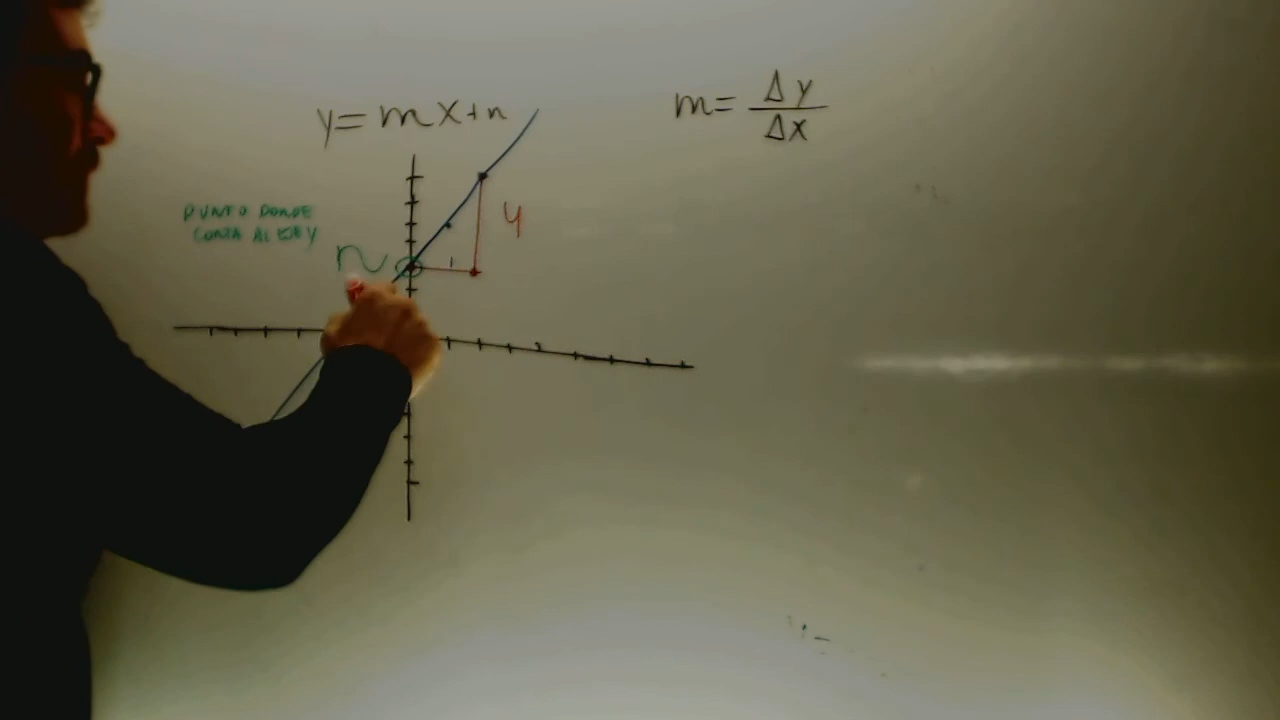 y = mx + n
m = Δy
Δx
PUNTO DONDE
CORTA AL EJE Y
n
4
1